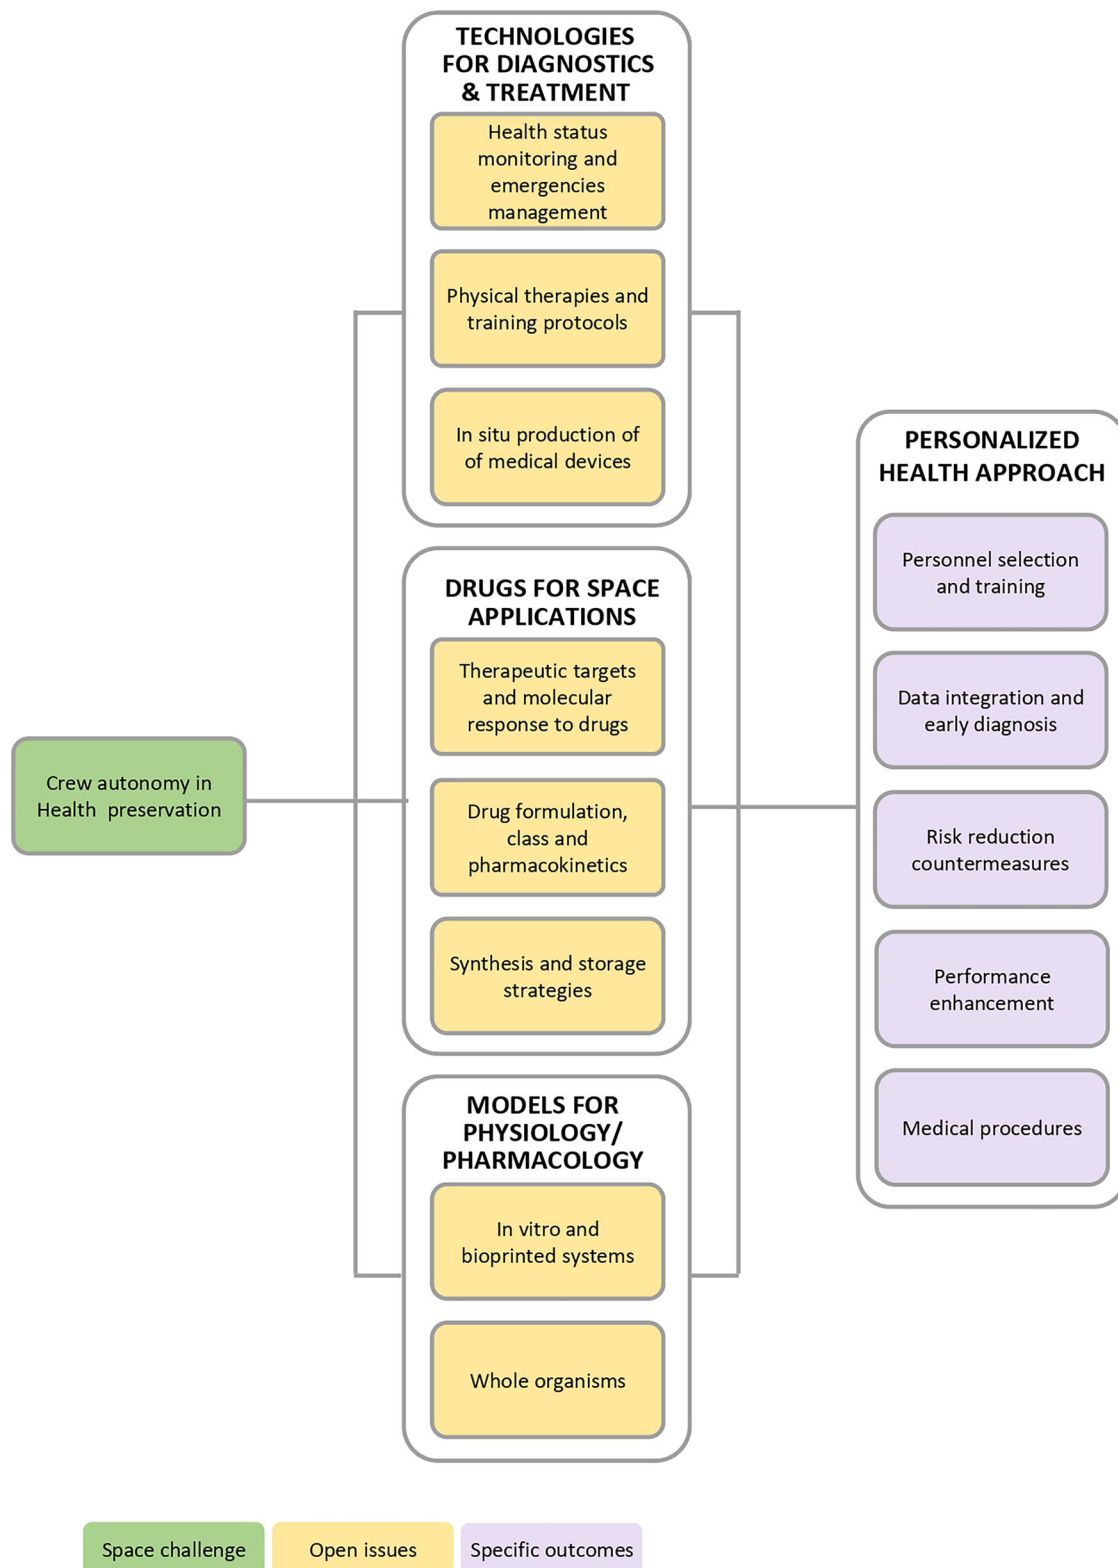 TECHNOLOGIES
FOR DIAGNOSTICS
& TREATMENT
Health status
monitoring and
emergencies
management
Physical therapies and
training protocols
In situ production of
of medical devices
DRUGS FOR SPACE
APPLICATIONS
Therapeutic targets
and molecular
response to drugs
Drug formulation,
class and
pharmacokinetics
Synthesis and storage
strategies
MODELS FOR
PHYSIOLOGY/
PHARMACOLOGY
In vitro and
bioprinted systems
Whole organisms
Crew autonomy in
Health preservation
PERSONALIZED
HEALTH APPROACH
Personnel selection
and training
Data integration and
early diagnosis
Risk reduction
countermeasures
Performance
enhancement
Medical procedures
Space challenge
Open issues
Specific outcomes